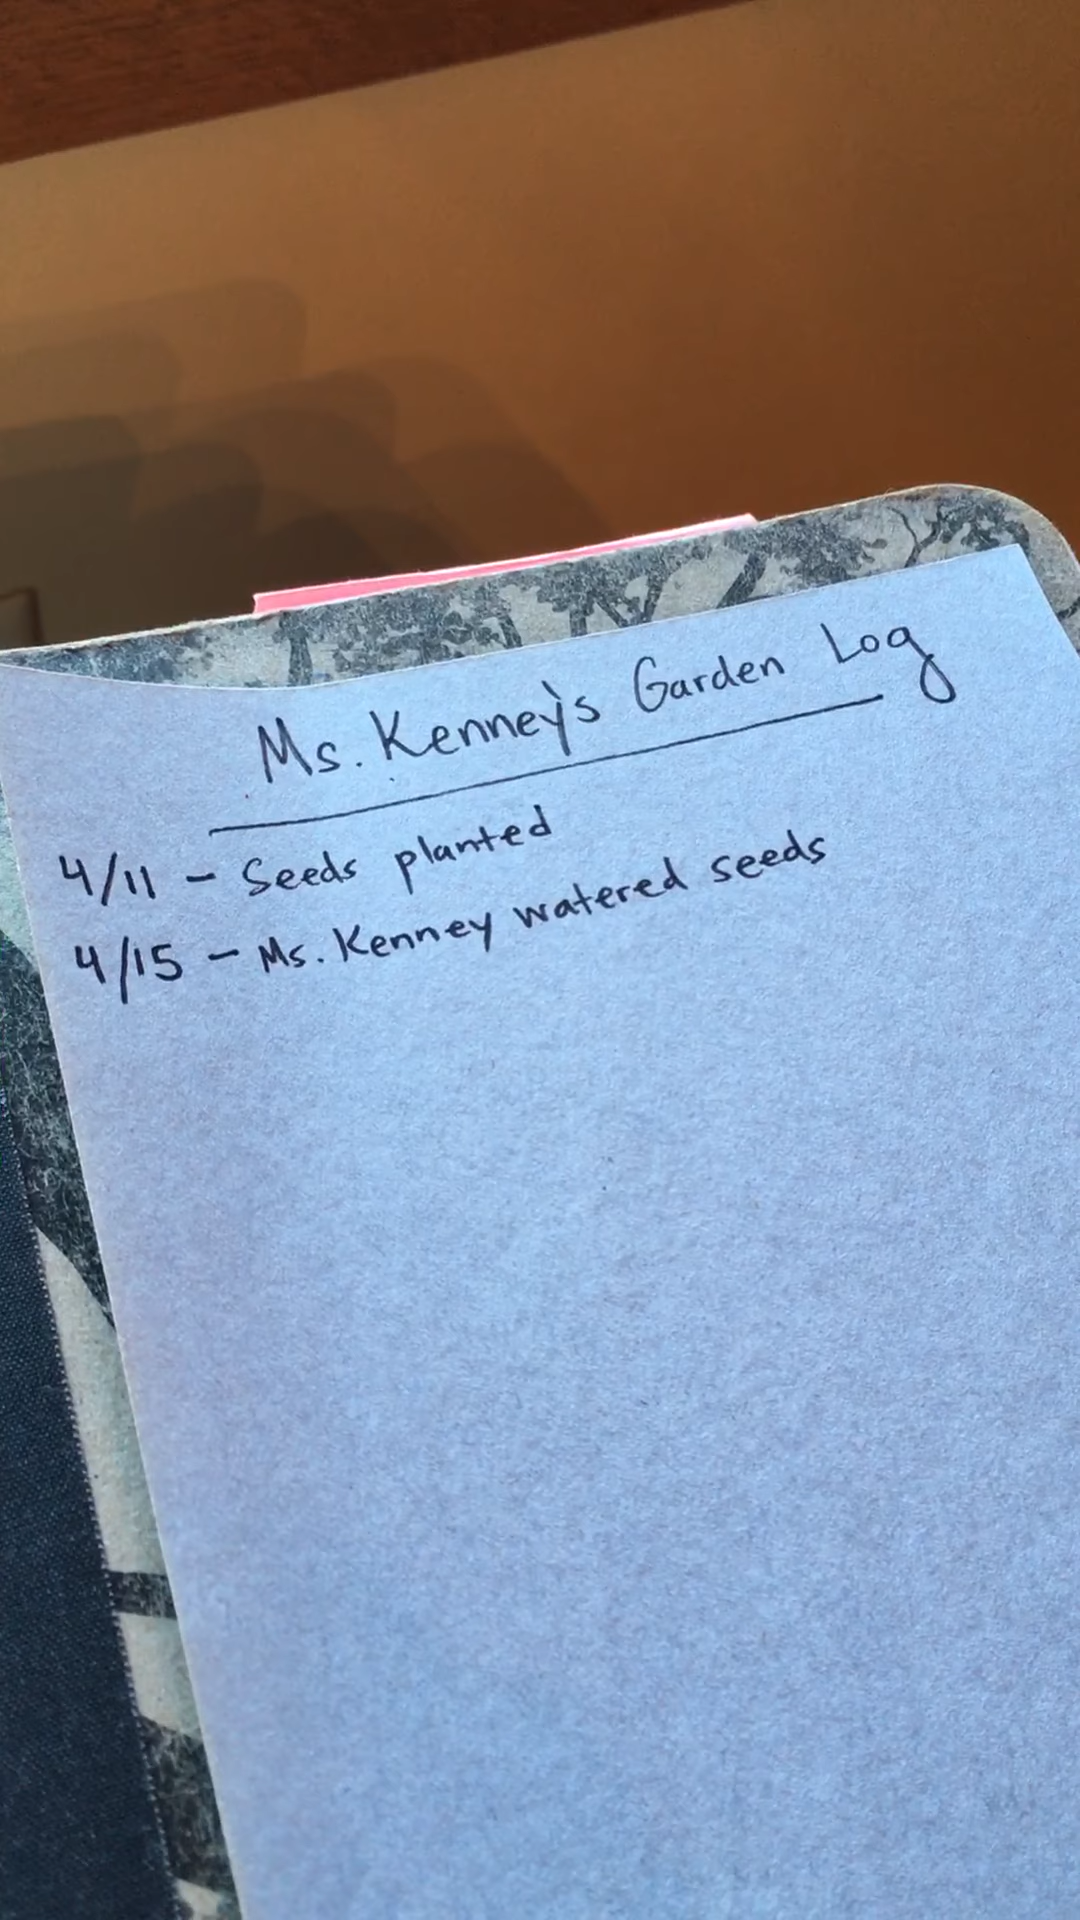 Ms. Kenney's Garden Log
4/11 - Seeds planted
4/15 - Ms. Kenney watered seeds